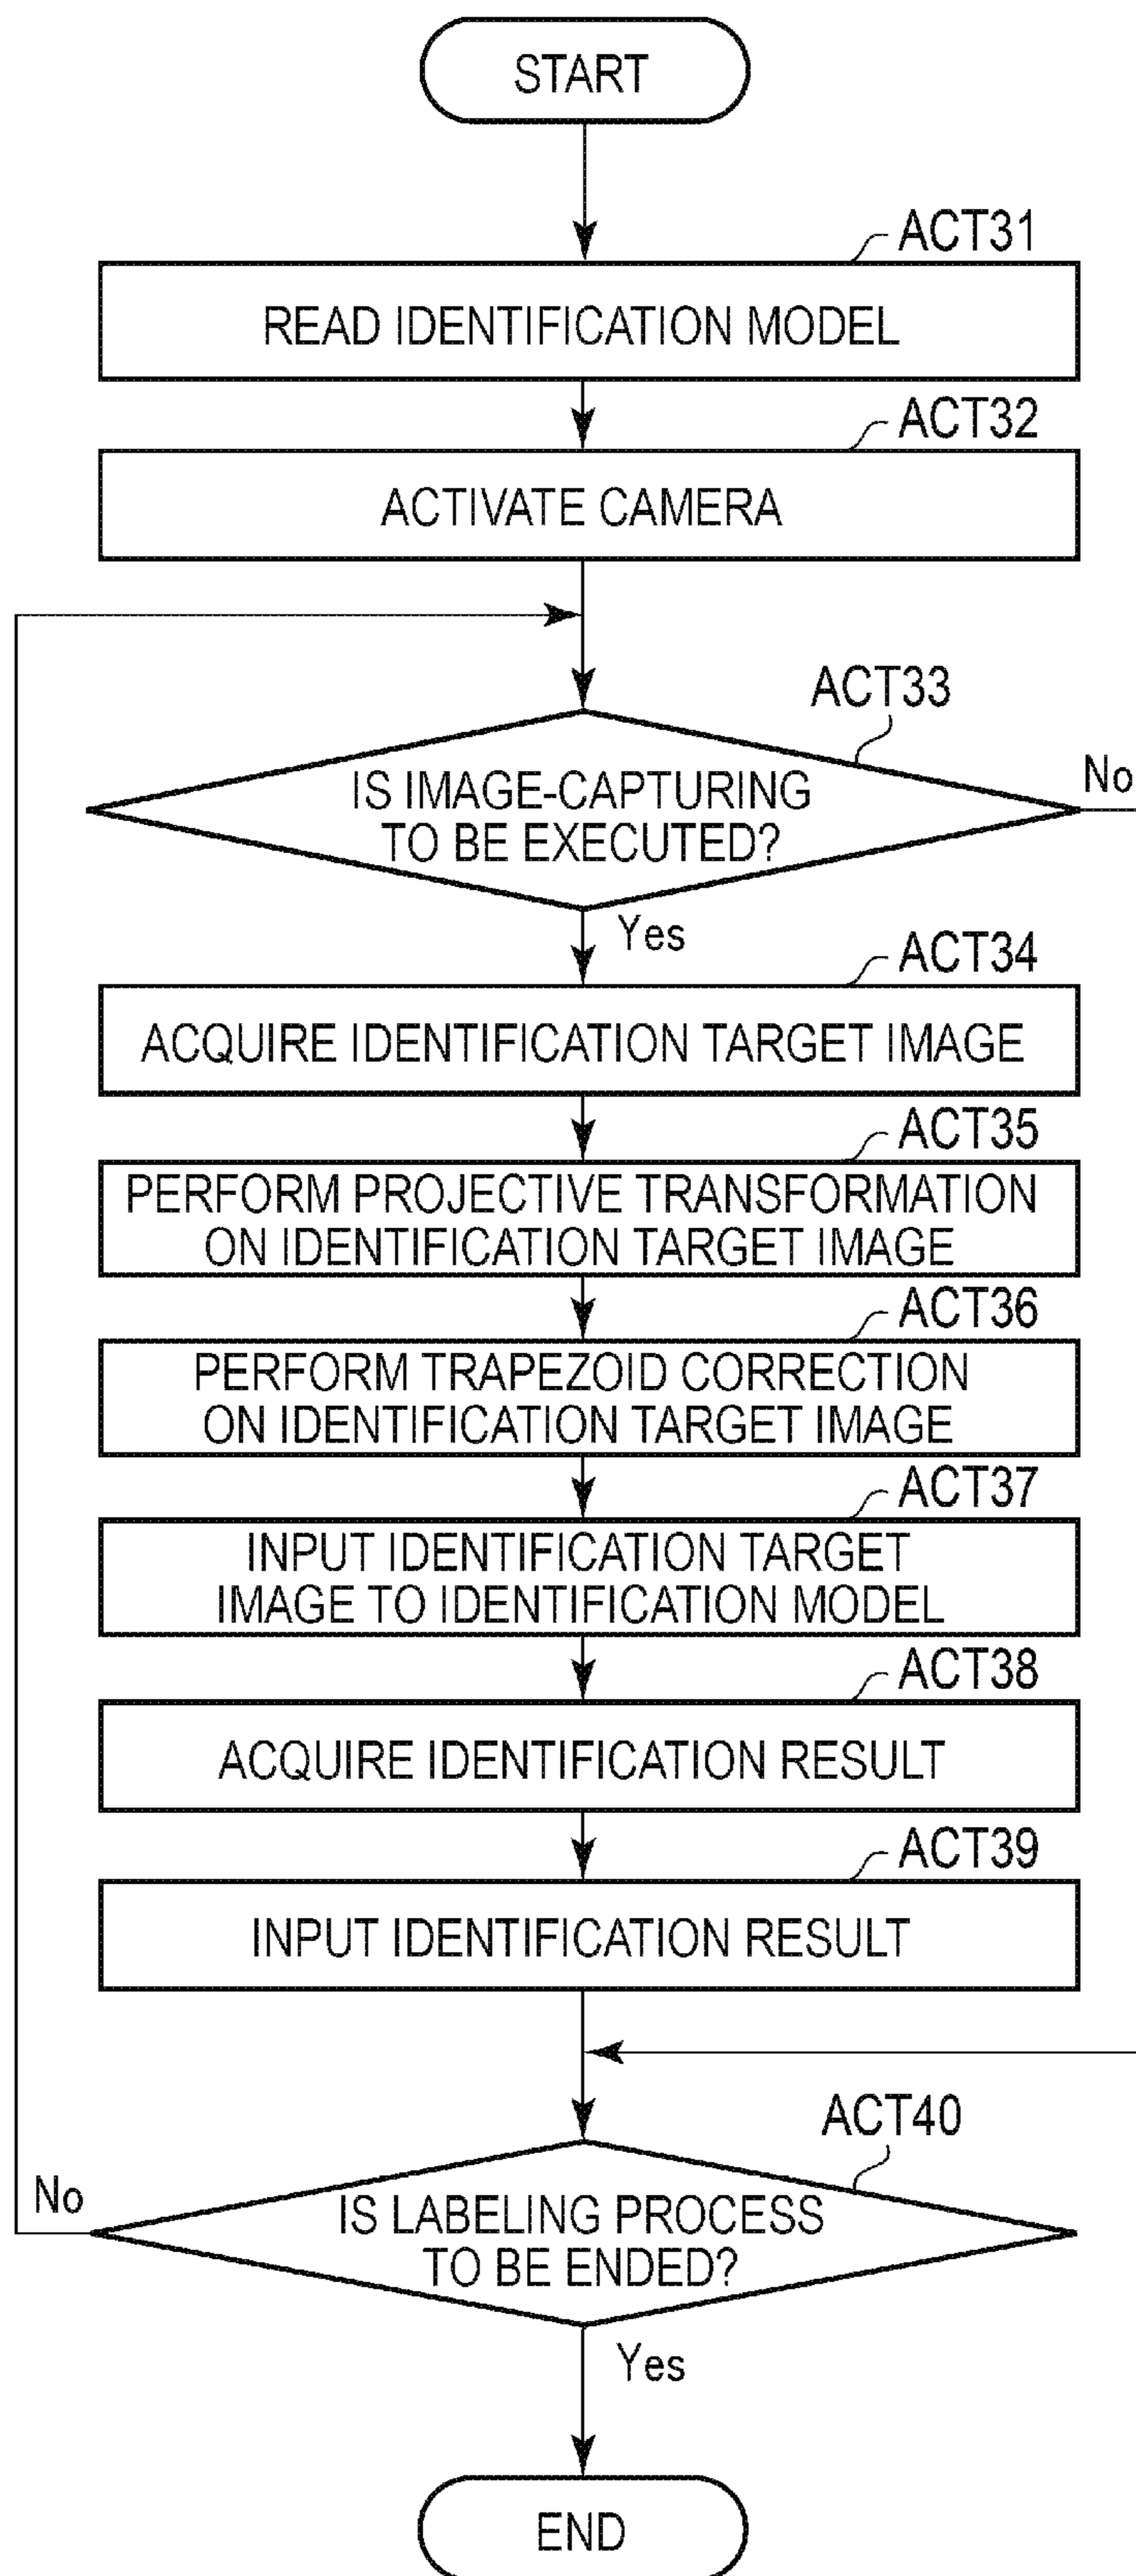 START
ACT31
READ IDENTIFICATION MODEL
ACT32
ACTIVATE CAMERA
ACT33
IS IMAGE-CAPTURING
TO BE EXECUTED?
No
Yes
ACT34
ACQUIRE IDENTIFICATION TARGET IMAGE
ACT35
PERFORM PROJECTIVE TRANSFORMATION
ON IDENTIFICATION TARGET IMAGE
ACT36
PERFORM TRAPEZOID CORRECTION
ON IDENTIFICATION TARGET IMAGE
ACT37
INPUT IDENTIFICATION TARGET
IMAGE TO IDENTIFICATION MODEL
ACT38
ACQUIRE IDENTIFICATION RESULT
ACT39
INPUT IDENTIFICATION RESULT
ACT40
No
IS LABELING PROCESS
TO BE ENDED?
Yes
END